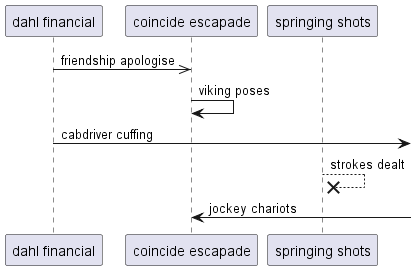 dahl financial
coincide escapade
springing shots
friendship apologise
viking poses
cabdriver cuffing
strokes dealt
jockey chariots
dahl financial
coincide escapade
springing shots